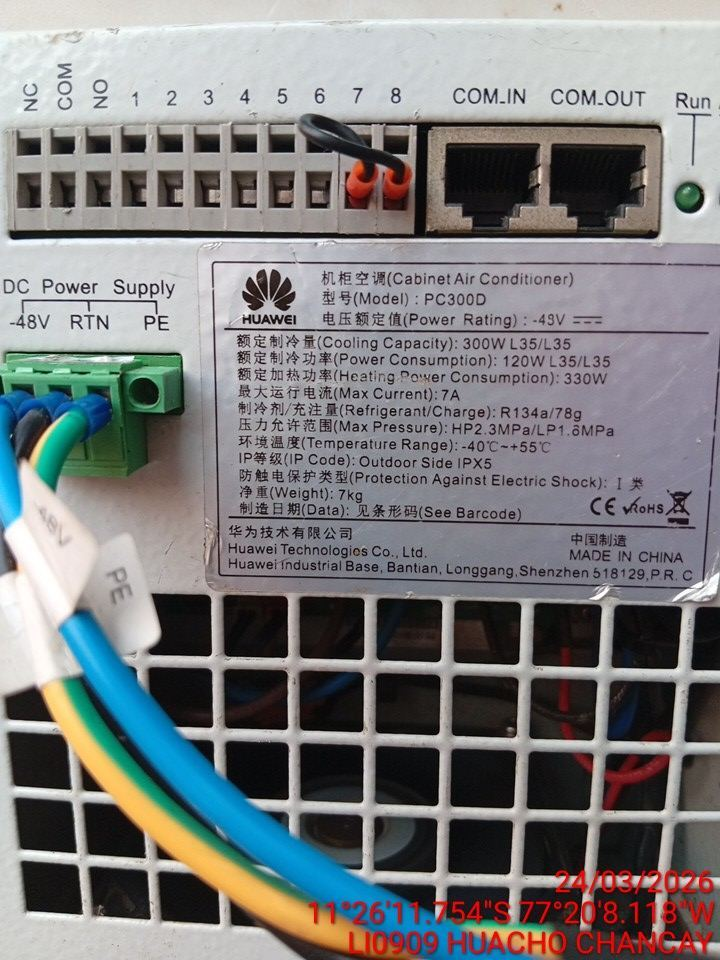 NC COM NO 1 2 3 4 5 6 7 8 COM_IN COM_OUT Run
DC Power Supply
-48V RTN PE
HUAWEI
机柜空调(Cabinet Air Conditioner)
型号(Model) : PC300D
电压额定值(Power Rating) : -48V
额定制冷量(Cooling Capacity): 300W L35/L35
额定制冷功率(Power Consumption): 120W L35/L35
额定加热功率(Heating Power Consumption): 330W
最大运行电流(Max Current): 7A
制冷剂/充注量(Refrigerant/Charge): R134a/78g
压力允许范围(Max Pressure): HP2.3MPa/LP1.6MPa
环境温度(Temperature Range): -40℃~+55℃
IP等级(IP Code): Outdoor Side IPX5
防触电保护类型(Protection Against Electric Shock): I 类
净重(Weight): 7kg
制造日期(Data): 见条形码(See Barcode)
CE RoHS
华为技术有限公司
中国制造
Huawei Technologies Co., Ltd.
MADE IN CHINA
Huawei Industrial Base, Bantian, Longgang, Shenzhen 518129, P.R.C
-48V
PE
24/03/2026
11°26'11.754"S 77°20'8.118"W
LI0909 HUACHO CHANCAY